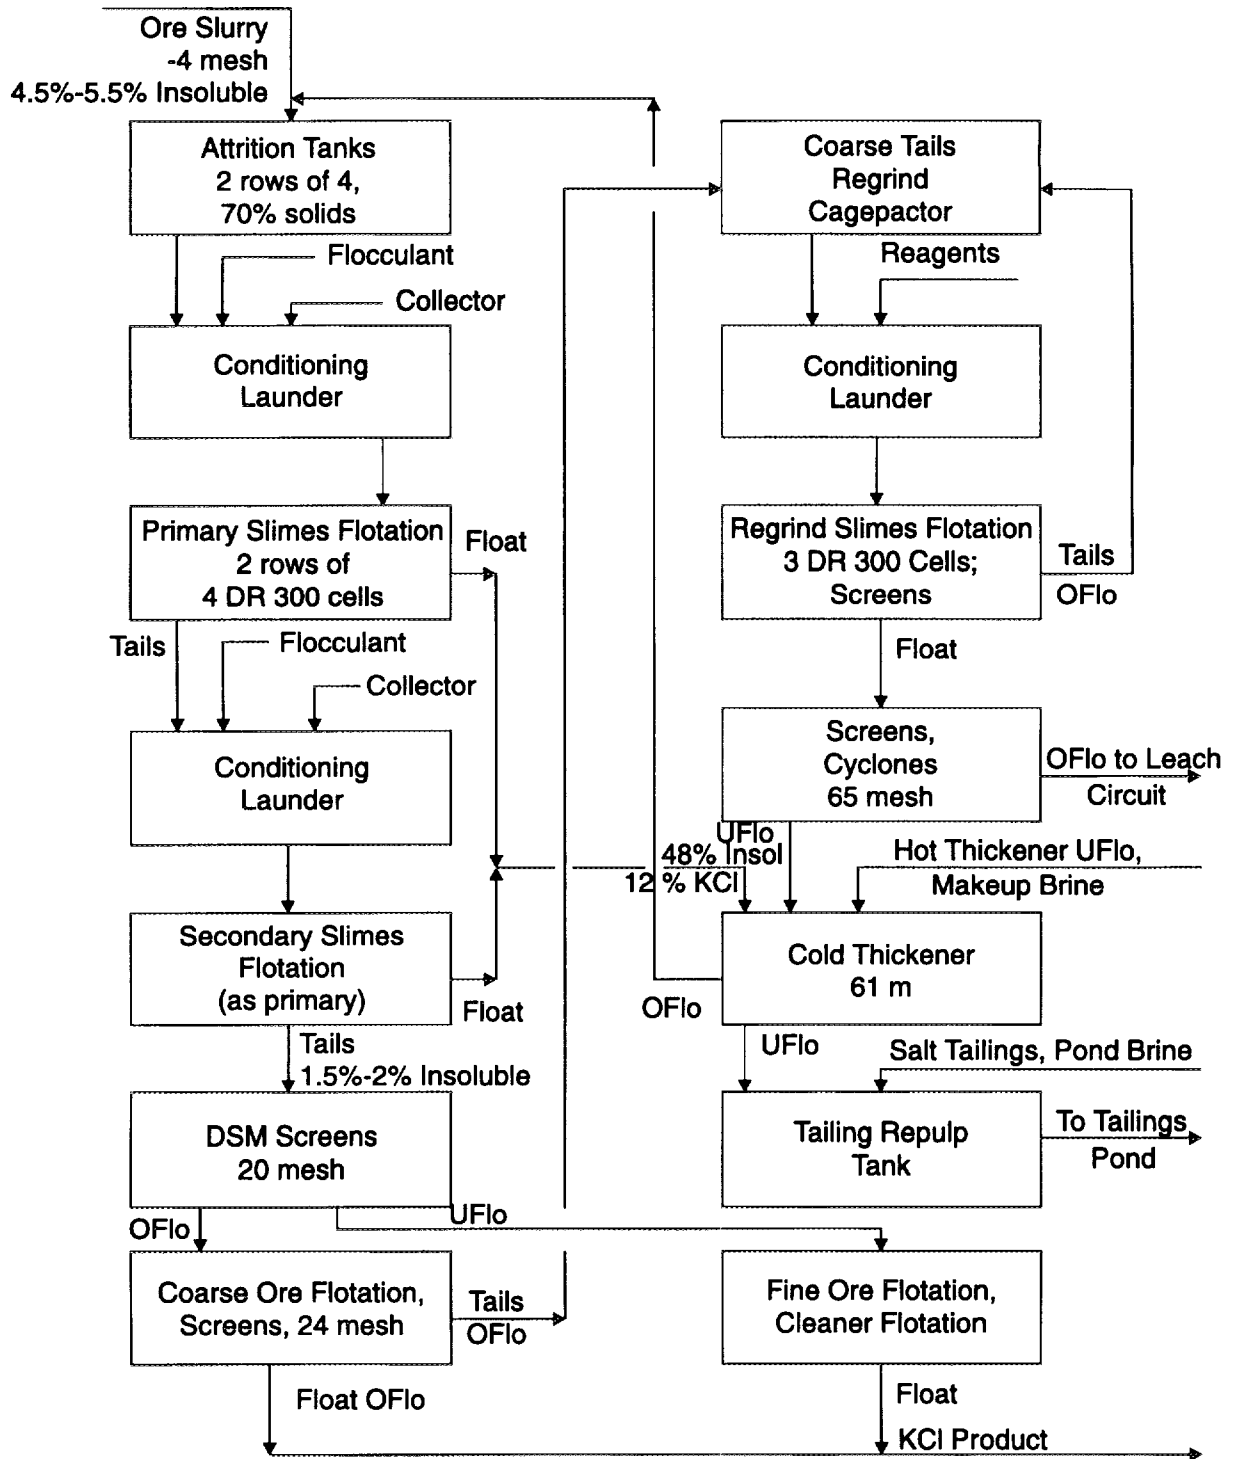 Ore Slurry
-4 mesh
4.5%-5.5% Insoluble
Attrition Tanks
2 rows of 4,
70% solids
Flocculant
Collector
Conditioning
Launder
Primary Slimes Flotation
2 rows of
4 DR 300 cells
Float
Tails
Flocculant
Collector
Conditioning
Launder
Secondary Slimes
Flotation
(as primary)
Float
Tails
1.5%-2% Insoluble
DSM Screens
20 mesh
OFlo
UFlo
Coarse Ore Flotation,
Screens, 24 mesh
Tails
OFlo
Float OFlo
Coarse Tails
Regrind
Cagepactor
Reagents
Conditioning
Launder
Regrind Slimes Flotation
3 DR 300 Cells;
Screens
Tails
OFlo
Float
Screens,
Cyclones
65 mesh
OFlo to Leach
Circuit
UFlo
48% Insol
12 % KCl
Hot Thickener UFlo,
Makeup Brine
Cold Thickener
61 m
OFlo
UFlo
Salt Tailings, Pond Brine
Tailing Repulp
Tank
To Tailings
Pond
Fine Ore Flotation,
Cleaner Flotation
Float
KCl Product